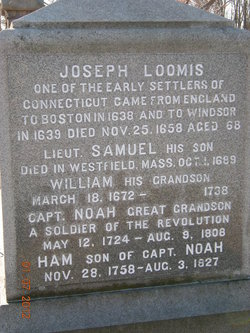 JOSEPH LOOMIS
ONE OF THE EARLY SETTLERS OF
CONNECTICUT CAME FROM ENGLAND
TO BOSTON IN 1638 AND TO WINDSOR
IN 1639 DIED NOV. 25. 1658 AGED 68
LIEUT. SAMUEL HIS SON
DIED IN WESTFIELD, MASS. OCT. 1. 1689
WILLIAM HIS GRANDSON
MARCH 18. 1672 - 1738
CAPT. NOAH GREAT GRANDSON
A SOLDIER OF THE REVOLUTION
MAY 12, 1724 - AUG. 9, 1808
HAM SON OF CAPT. NOAH
NOV. 28, 1758 - AUG. 3, 1827